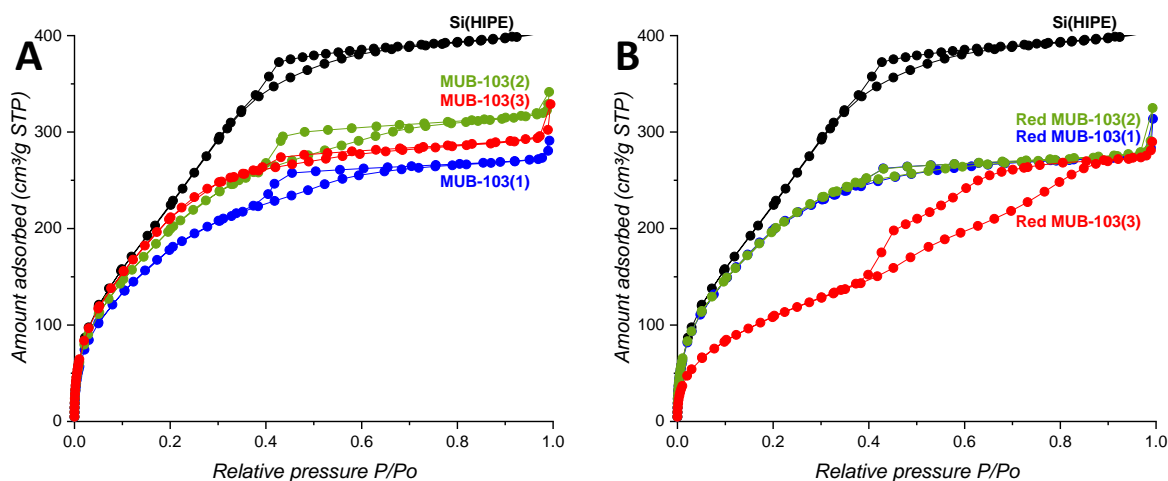 A
Si(HIPE)
MUB-103(2)
MUB-103(3)
MUB-103(1)
400
300
200
100
0
0.0 0.2 0.4 0.6 0.8 1.0
Amount adsorbed (cm³/g STP)
Relative pressure P/Po
B
Si(HIPE)
Red MUB-103(2)
Red MUB-103(1)
Red MUB-103(3)
400
300
200
100
0
0.0 0.2 0.4 0.6 0.8 1.0
Amount adsorbed (cm³/g STP)
Relative pressure P/Po